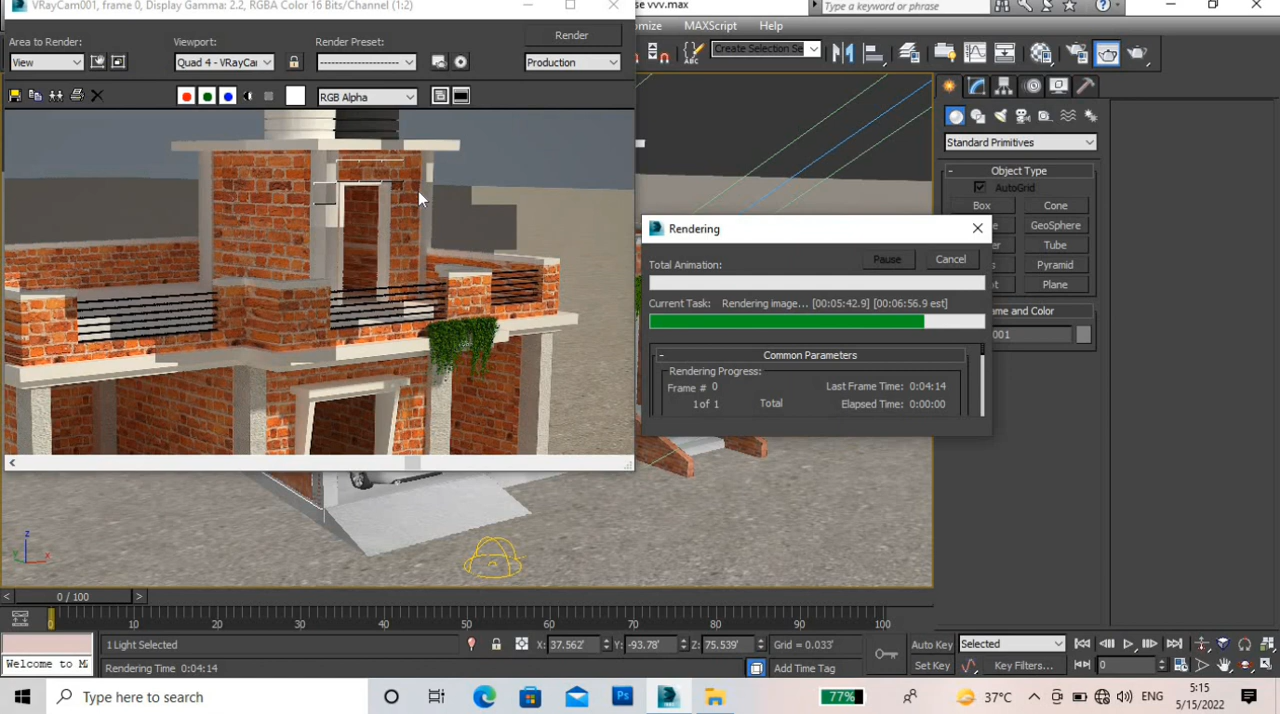 VRayCam001, frame 0, Display Gamma: 2.2, RGBA Color 16 Bits/Channel (1:2)
se vvv.max
Type a keyword or phrase
Area to Render:
Viewport:
Render Preset:
Render
View
Quad 4 - VRayCar
Production
RGB Alpha
MAXScript
Help
ABC
Create Selection Se
Standard Primitives
Object Type
AutoGrid
Box
Cone
GeoSphere
Tube
Pyramid
Plane
me and Color
001
Rendering
Total Animation:
Pause
Cancel
Current Task:
Rendering image... [00:05:42.9] [00:06:56.9 est]
Common Parameters
Rendering Progress:
Frame # 0
Last Frame Time: 0:04:14
1 of 1
Total
Elapsed Time: 0:00:00
z
x
0 / 100
0
10
20
30
40
50
60
70
80
90
100
1 Light Selected
X: 37.562'
Y: -93.78'
Z: 75.539'
Grid = 0.033'
Auto Key
Selected
Welcome to M
Rendering Time 0:04:14
Add Time Tag
Set Key
Key Filters...
0
Type here to search
Ps
77%
37°C
ENG
5:15
5/15/2022